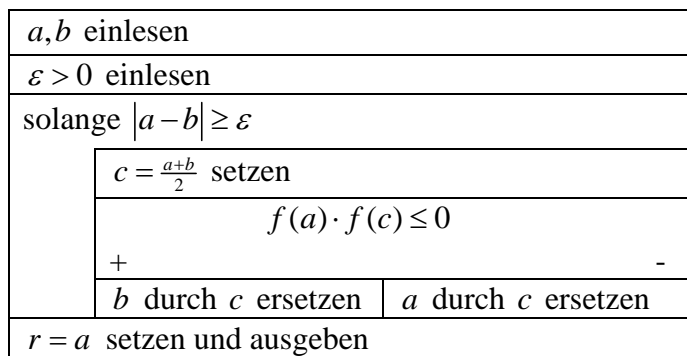 a,b einlesen
ε > 0 einlesen
solange |a−b| ≥ ε
c = a+b/2 setzen
f(a)·f(c) ≤ 0
+ -
b durch c ersetzen a durch c ersetzen
r = a setzen und ausgeben